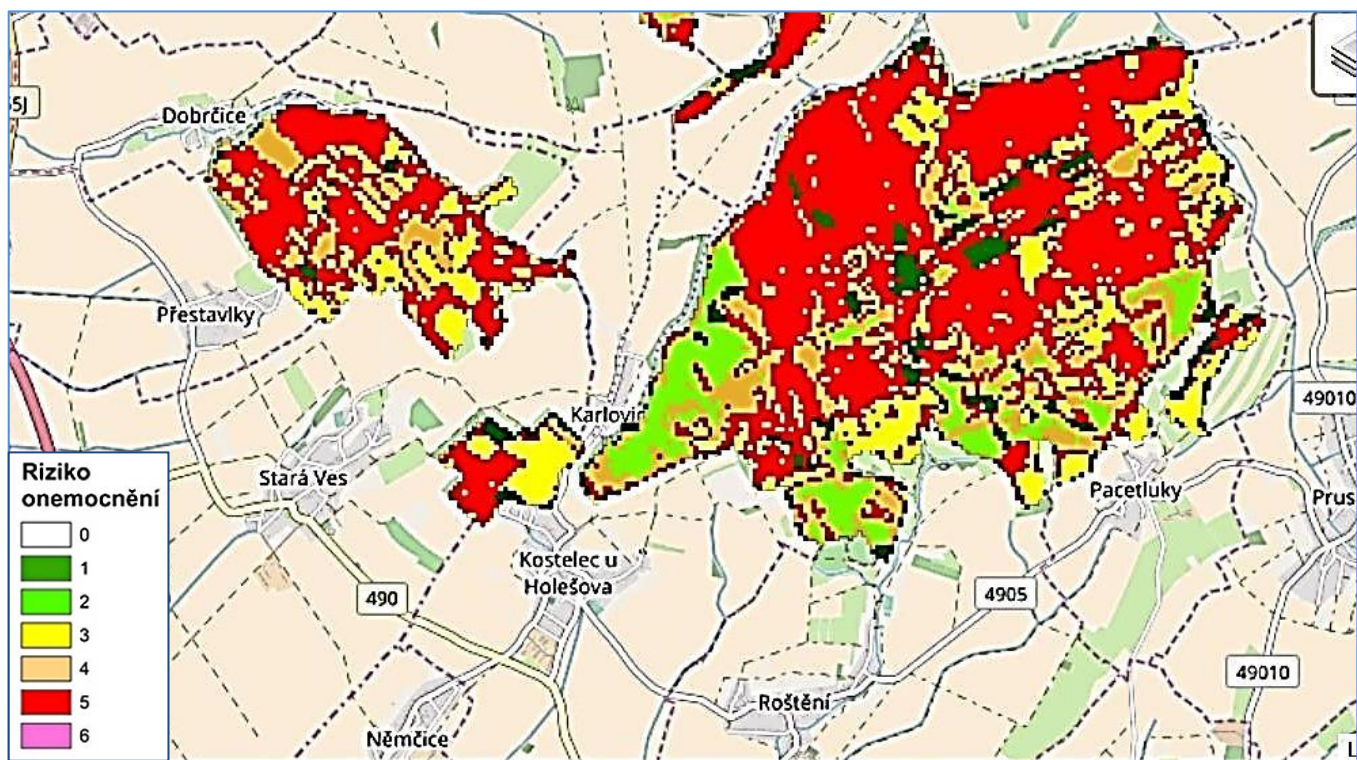 5J
Dobrčice
Přestavlky
Karlovic
49010
Stará Ves
Pacetluky
Prus
Kostelec u
Holešova
490
4905
49010
Roštění
Němčice
L
Riziko
onemocnění
0
1
2
3
4
5
6